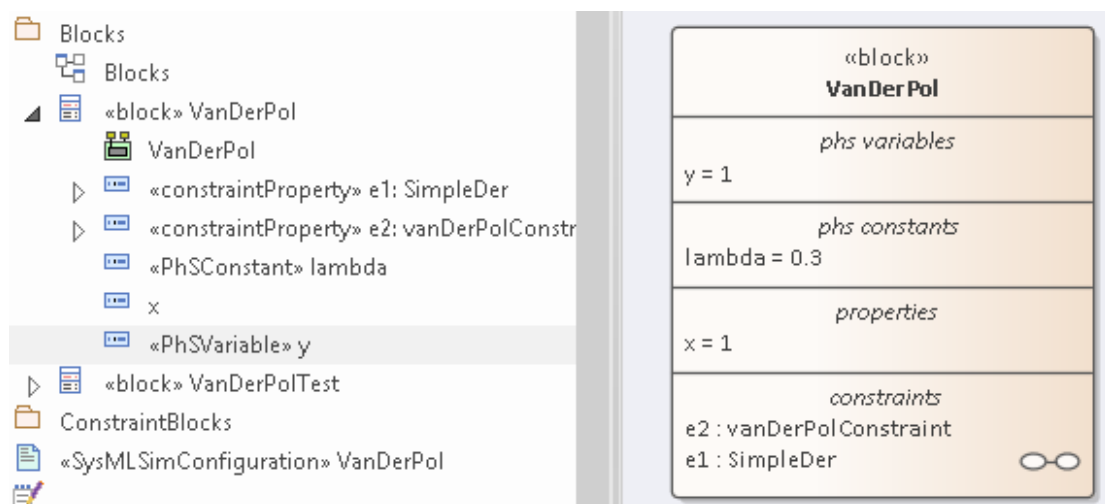 Blocks
Blocks
«block» VanDerPol
VanDerPol
«constraintProperty» e1: SimpleDer
«constraintProperty» e2: vanDerPolConstr
«PhSConstant» lambda
x
«PhSVariable» y
«block» VanDerPolTest
ConstraintBlocks
«SysMLSimConfiguration» VanDerPol
«block»
VanDerPol
phs variables
y = 1
phs constants
lambda = 0.3
properties
x = 1
constraints
e2 : vanDerPolConstraint
e1 : SimpleDer